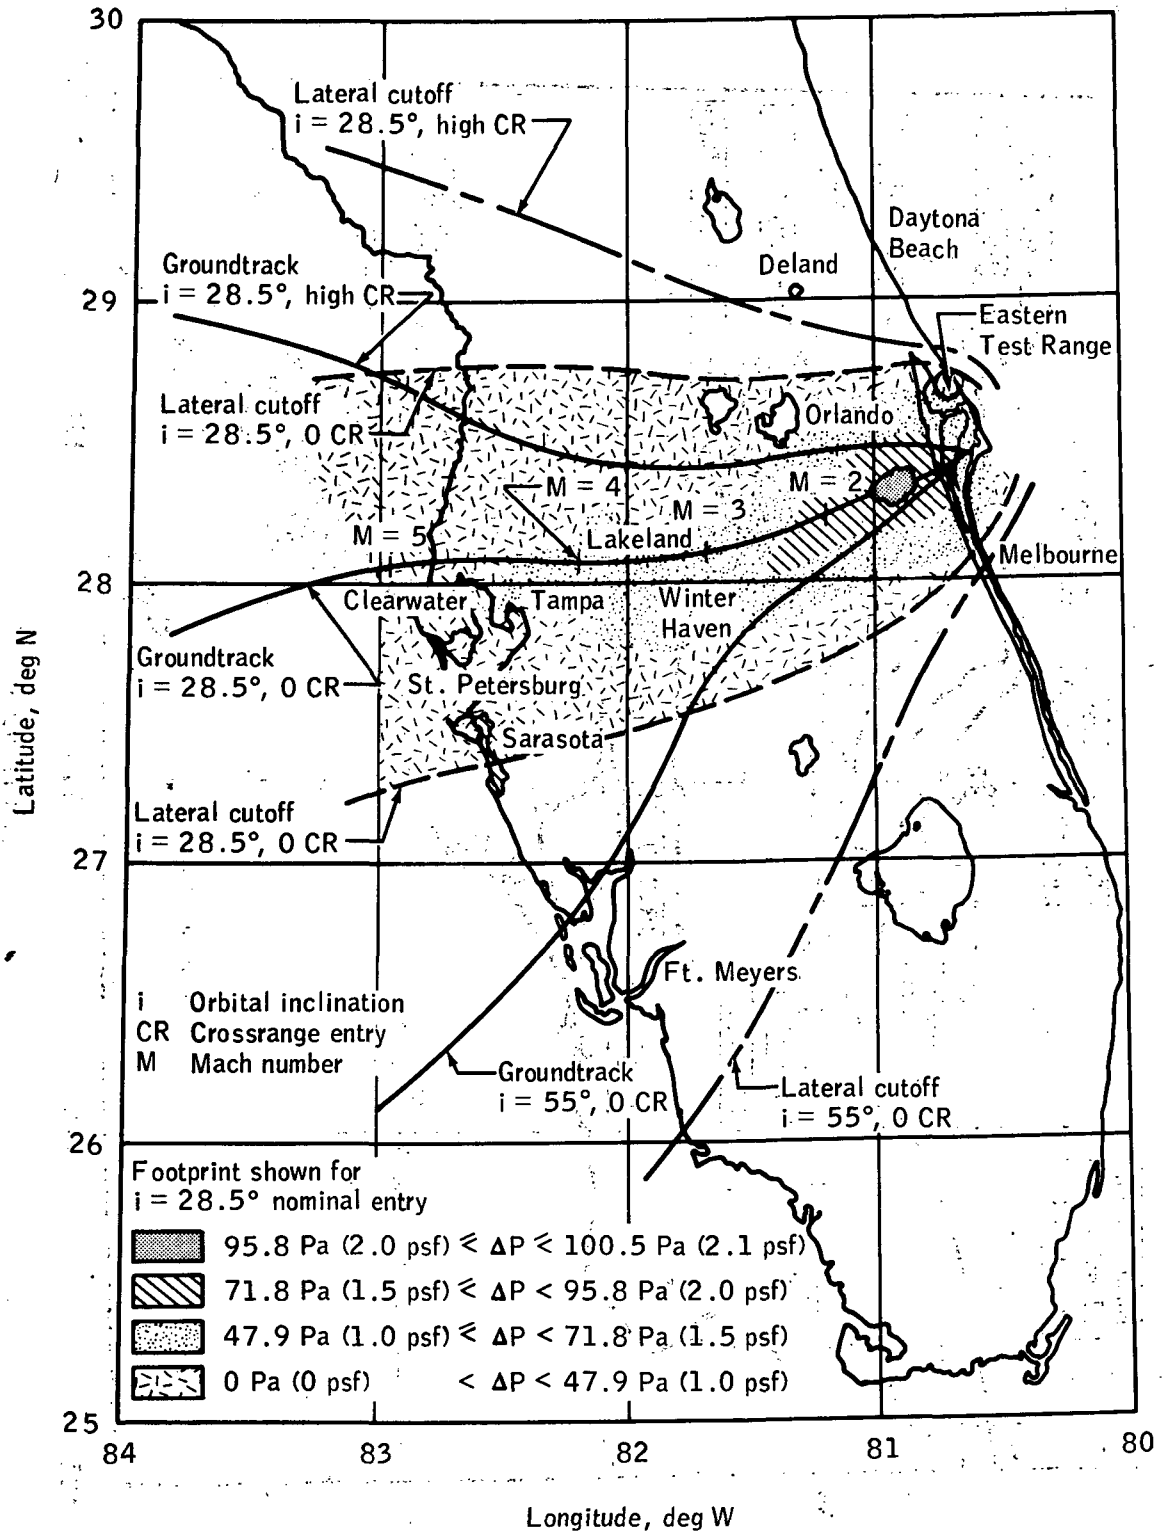 30
Lateral cutoff
i = 28.5°, high CR
Daytona
Beach
Deland
Groundtrack
i = 28.5°, high CR
29
Eastern
Test Range
Lateral cutoff
i = 28.5°, 0 CR
Orlando
M = 4
M = 2
M = 3
M = 5
Lakeland
Melbourne
28
Clearwater
Tampa
Winter
Haven
Groundtrack
i = 28.5°, 0 CR
St. Petersburg
Sarasota
Latitude, deg N
Lateral cutoff
i = 28.5°, 0 CR
27
Ft. Meyers
i Orbital inclination
CR Crossrange entry
M Mach number
Groundtrack
i = 55°, 0 CR
Lateral cutoff
i = 55°, 0 CR
26
Footprint shown for
i = 28.5° nominal entry
95.8 Pa (2.0 psf) ≤ ΔP ≤ 100.5 Pa (2.1 psf)
71.8 Pa (1.5 psf) ≤ ΔP < 95.8 Pa (2.0 psf)
47.9 Pa (1.0 psf) ≤ ΔP < 71.8 Pa (1.5 psf)
0 Pa (0 psf) < ΔP < 47.9 Pa (1.0 psf)
25
84 83 82 81 80
Longitude, deg W